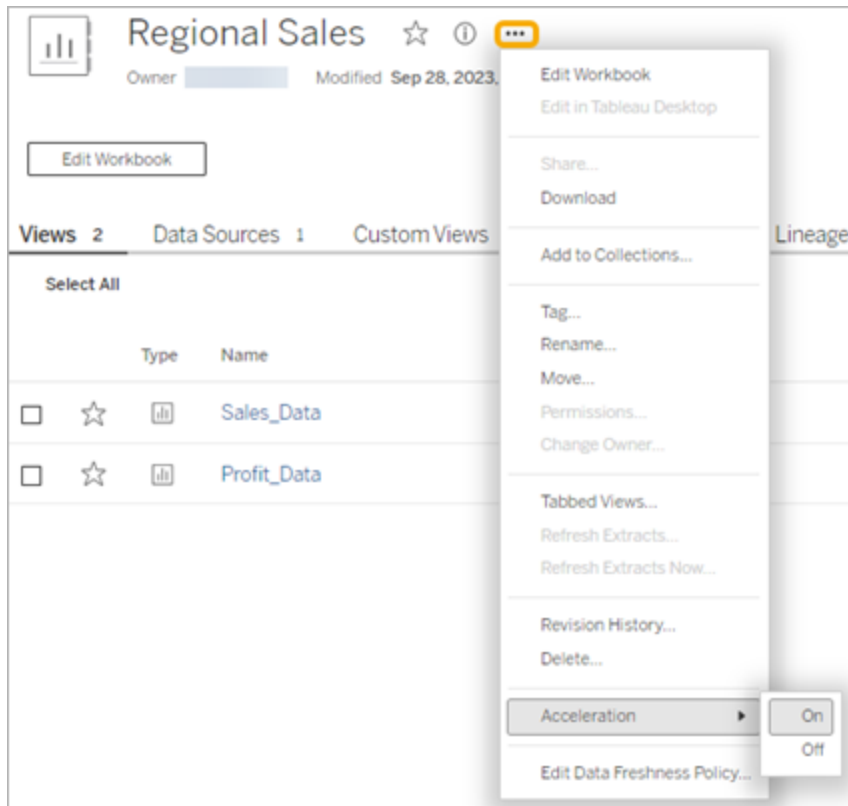 Regional Sales
Owner Modified Sep 28, 2023,
Edit Workbook
Views 2 Data Sources 1 Custom Views Lineage
Select All
Type Name
Sales_Data
Profit_Data
Edit Workbook
Edit in Tableau Desktop
Share...
Download
Add to Collections...
Tag...
Rename...
Move...
Permissions...
Change Owner...
Tabbed Views...
Refresh Extracts...
Refresh Extracts Now...
Revision History...
Delete...
Acceleration
On
Off
Edit Data Freshness Policy...